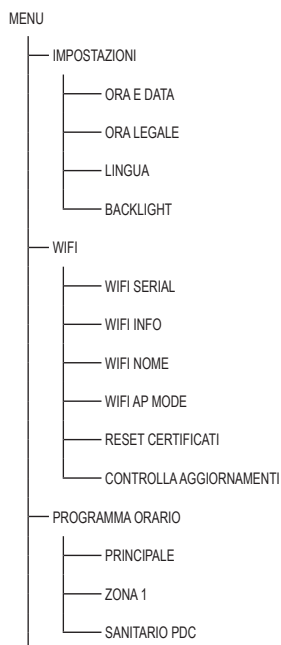 MENU
IMPOSTAZIONI
ORA E DATA
ORA LEGALE
LINGUA
BACKLIGHT
WIFI
WIFI SERIAL
WIFI INFO
WIFI NOME
WIFI AP MODE
RESET CERTIFICATI
CONTROLLA AGGIORNAMENTI
PROGRAMMA ORARIO
PRINCIPALE
ZONA 1
SANITARIO PDC